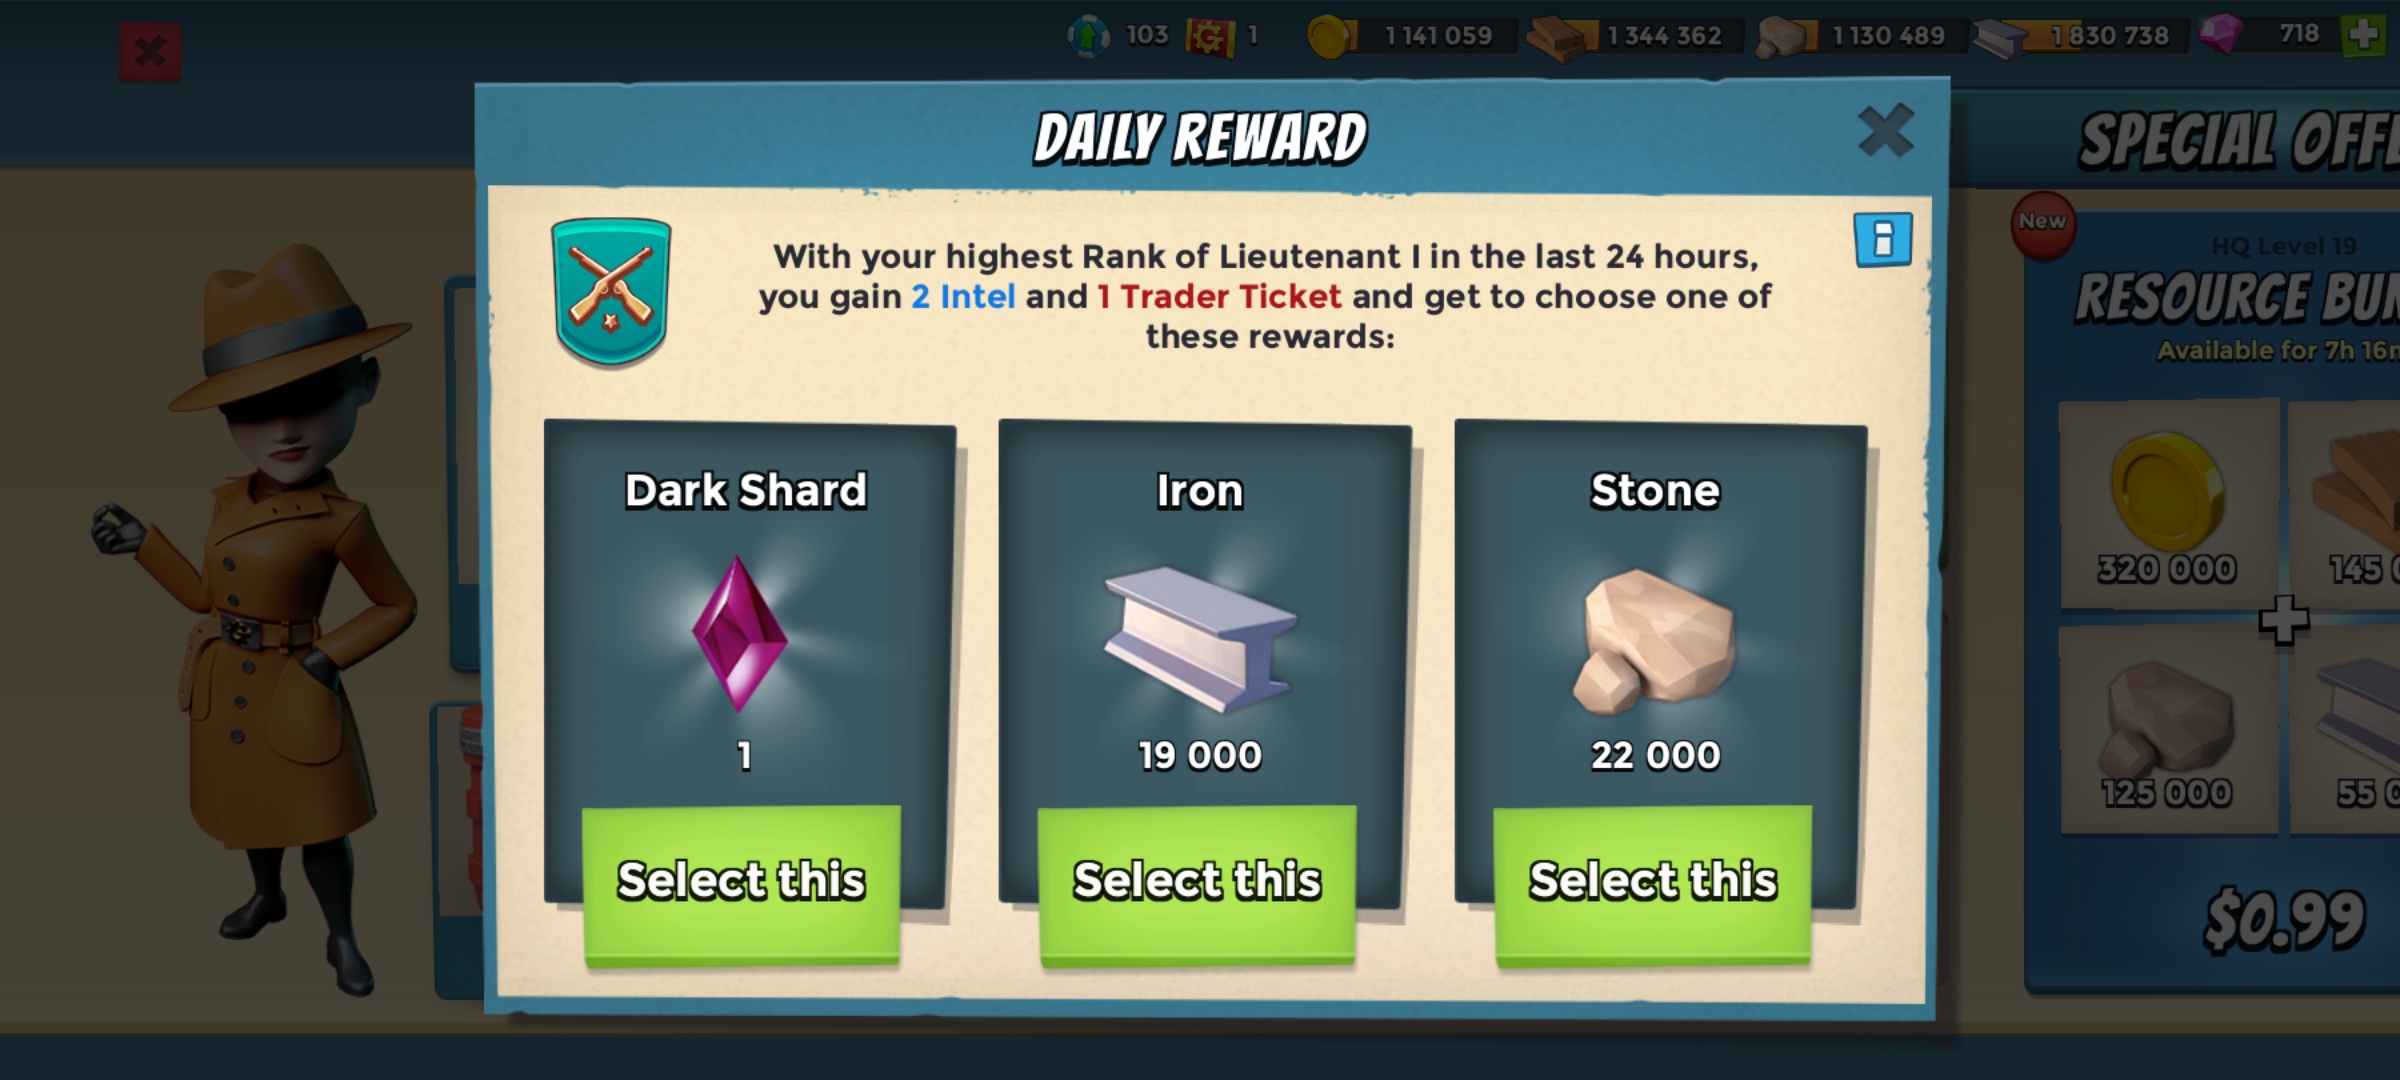 103
1
1 141 059
1 344 362
1 130 489
1 830 738
718
DAILY REWARD
With your highest Rank of Lieutenant I in the last 24 hours,
you gain 2 Intel and 1 Trader Ticket and get to choose one of
these rewards:
Dark Shard
1
Select this
Iron
19 000
Select this
Stone
22 000
Select this
SPECIAL
New
HQ Level 19
RESOURCE
Available for 7h
320 000
145
125 000
55
$0.99